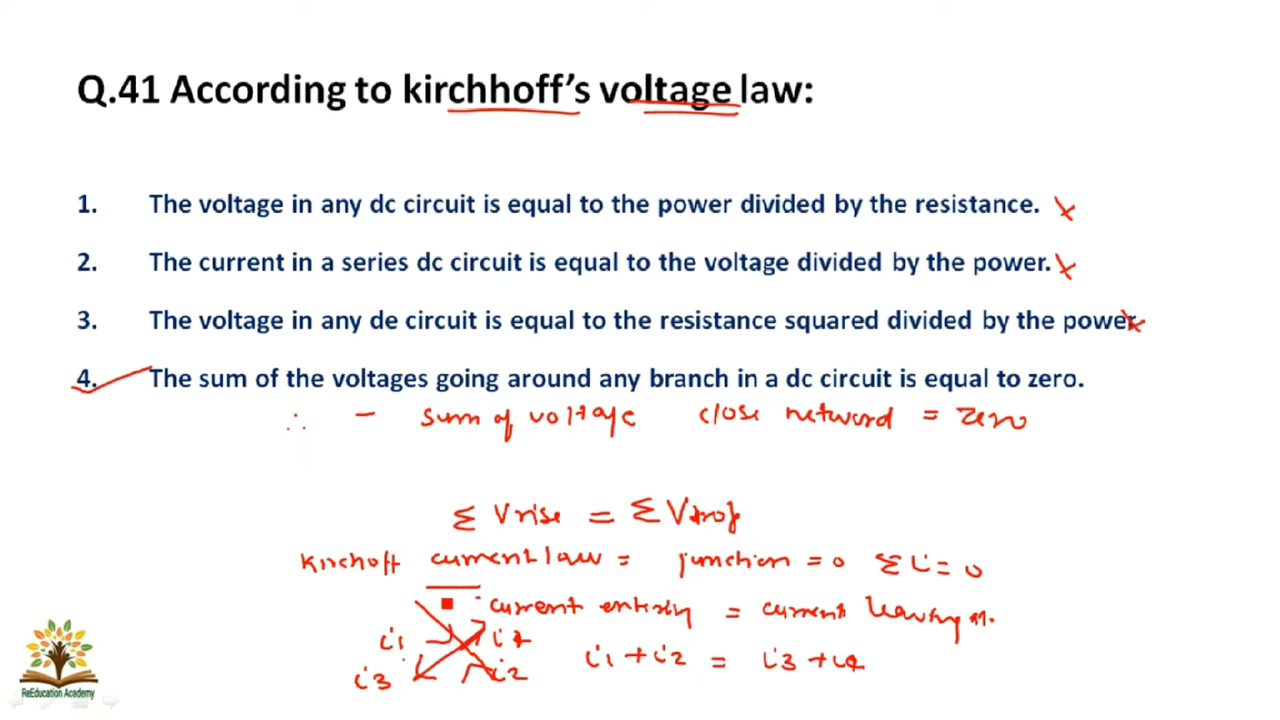 Q.41 According to kirchhoff's voltage law:
1. The voltage in any dc circuit is equal to the power divided by the resistance.
2. The current in a series dc circuit is equal to the voltage divided by the power.
3. The voltage in any de circuit is equal to the resistance squared divided by the power
4. The sum of the voltages going around any branch in a dc circuit is equal to zero.
∴ - sum of voltage close netword = zero
Σ Vrise = Σ Vdrop
Kirchoff current law = junction = 0 Σ i = 0
current entering = current leaving
i1 i4
i3 i2
i1 + i2 = i3 + i4
ReEducation Academy